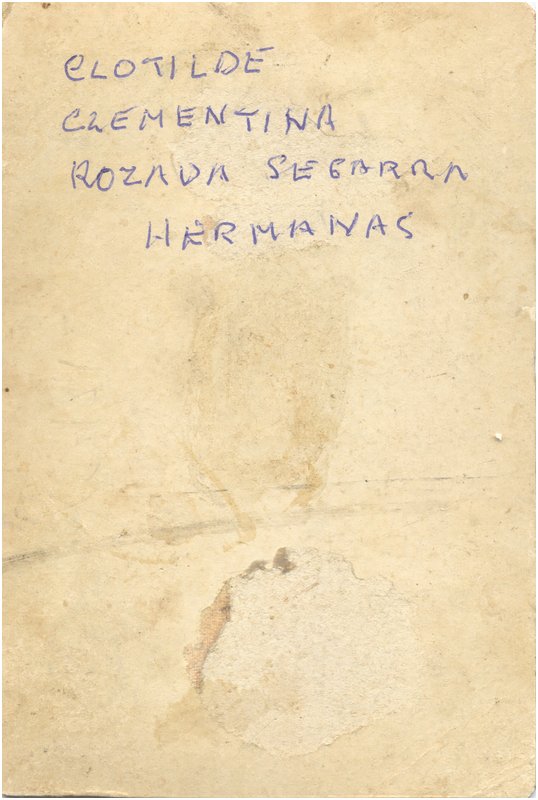 CLOTILDE
CLEMENTINA
ROZADA SEGARRA
HERMANAS